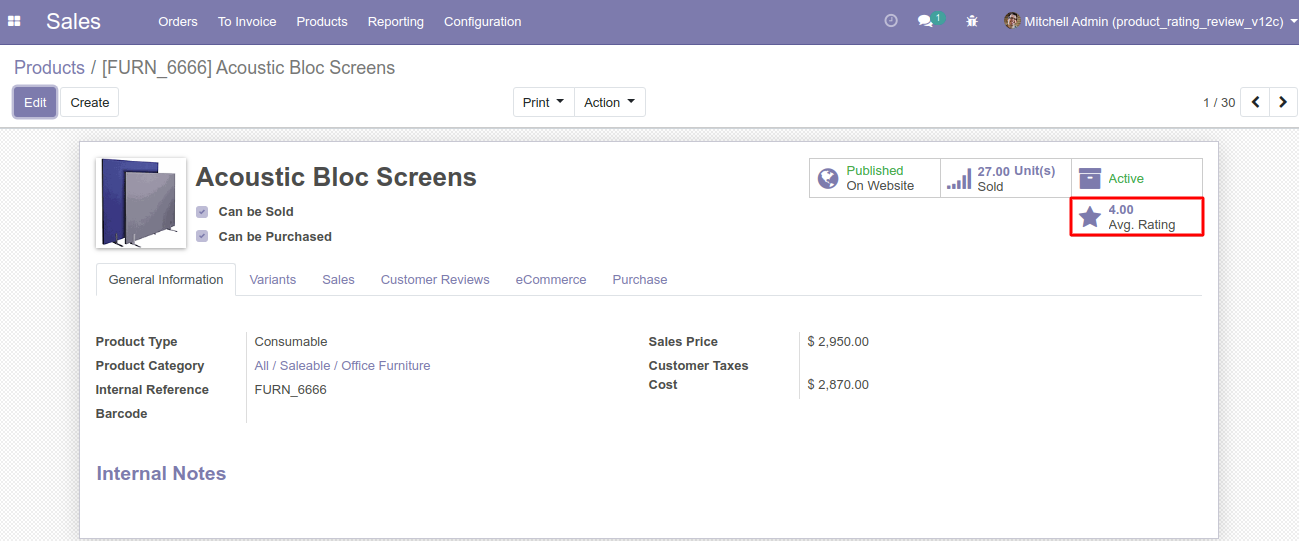 Sales Orders To Invoice Products Reporting Configuration 1 Mitchell Admin (product_rating_review_v12c)
Products / [FURN_6666] Acoustic Bloc Screens
Edit Create Print Action 1 / 30
Acoustic Bloc Screens
Can be Sold
Can be Purchased
Published
On Website
27.00 Unit(s)
Sold
Active
4.00
Avg. Rating
General Information Variants Sales Customer Reviews eCommerce Purchase
Product Type Consumable
Product Category All / Saleable / Office Furniture
Internal Reference FURN_6666
Barcode
Sales Price $ 2,950.00
Customer Taxes
Cost $ 2,870.00
Internal Notes